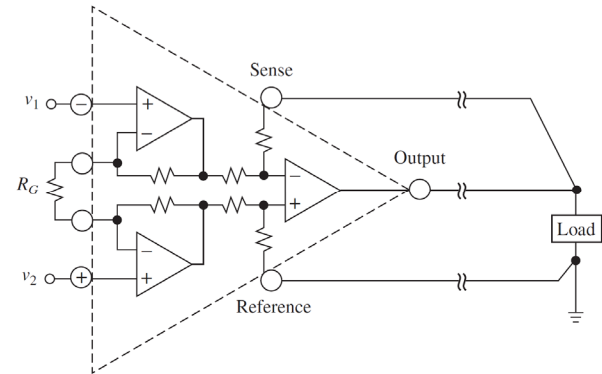 Sense
v1
−
+
−
Output
RG
−
+
Load
−
+
v2
+
Reference